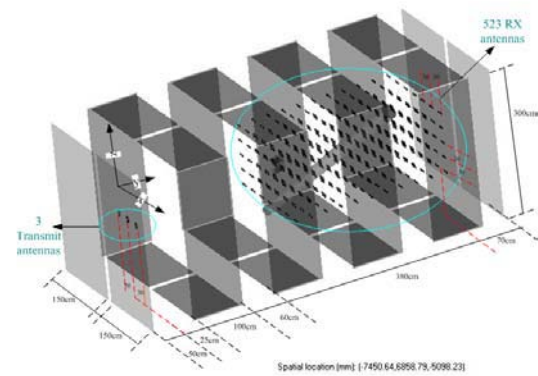 523 RX
antennas
300cm
3
Transmit
antennas
70cm
380cm
60cm
100cm
25cm
50cm
150cm
150cm
Spatial location [mm]: (-7450.64,6858.79,-5098.23)